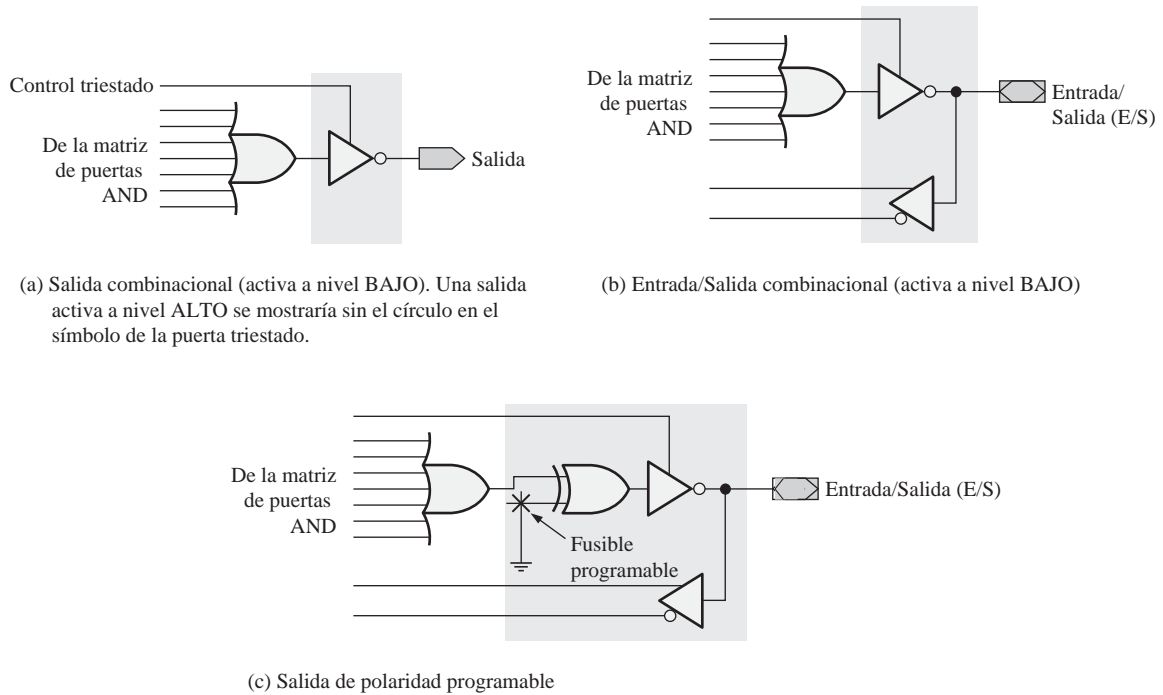 Control triestado
De la matriz
de puertas
AND
Salida
(a) Salida combinacional (activa a nivel BAJO). Una salida
activa a nivel ALTO se mostraría sin el círculo en el
símbolo de la puerta triestado.
De la matriz
de puertas
AND
Entrada/
Salida (E/S)
(b) Entrada/Salida combinacional (activa a nivel BAJO)
De la matriz
de puertas
AND
Fusible
programable
Entrada/Salida (E/S)
(c) Salida de polaridad programable